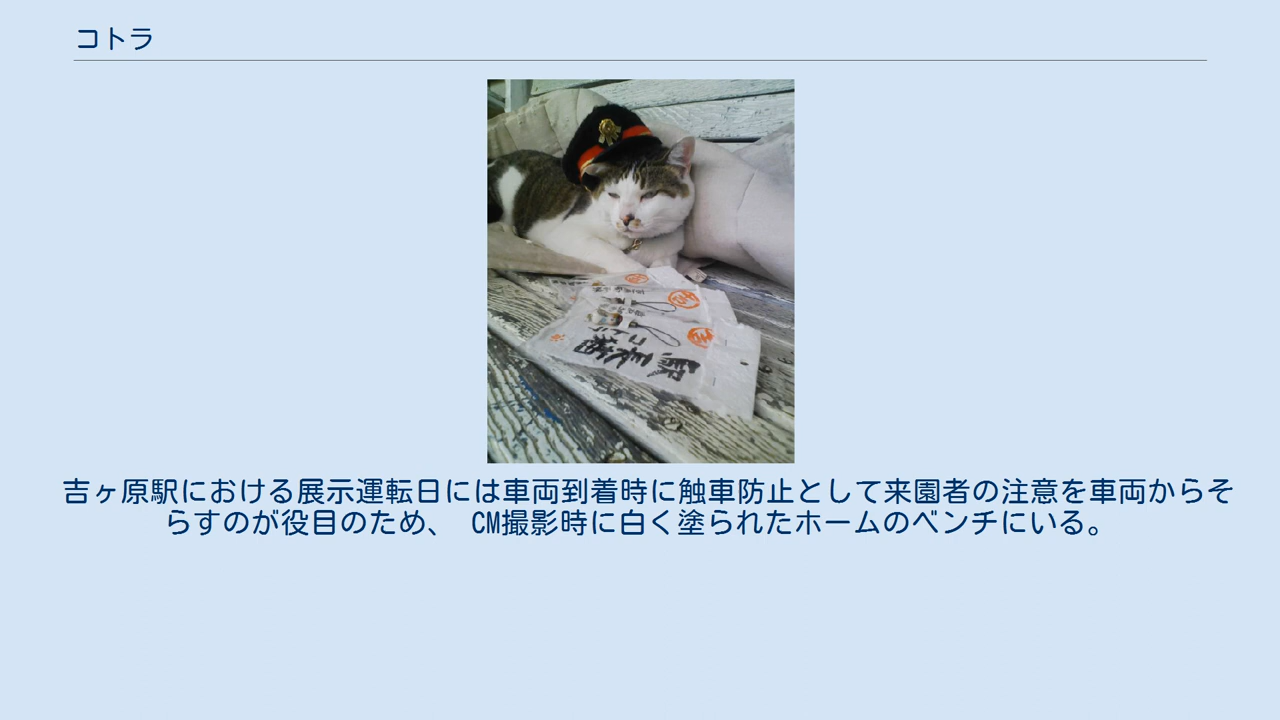 コトラ
吉ヶ原駅における展示運転日には車両到着時に触車防止として来園者の注意を車両からそ
らすのが役目のため、 CM撮影時に白く塗られたホームのベンチにいる。